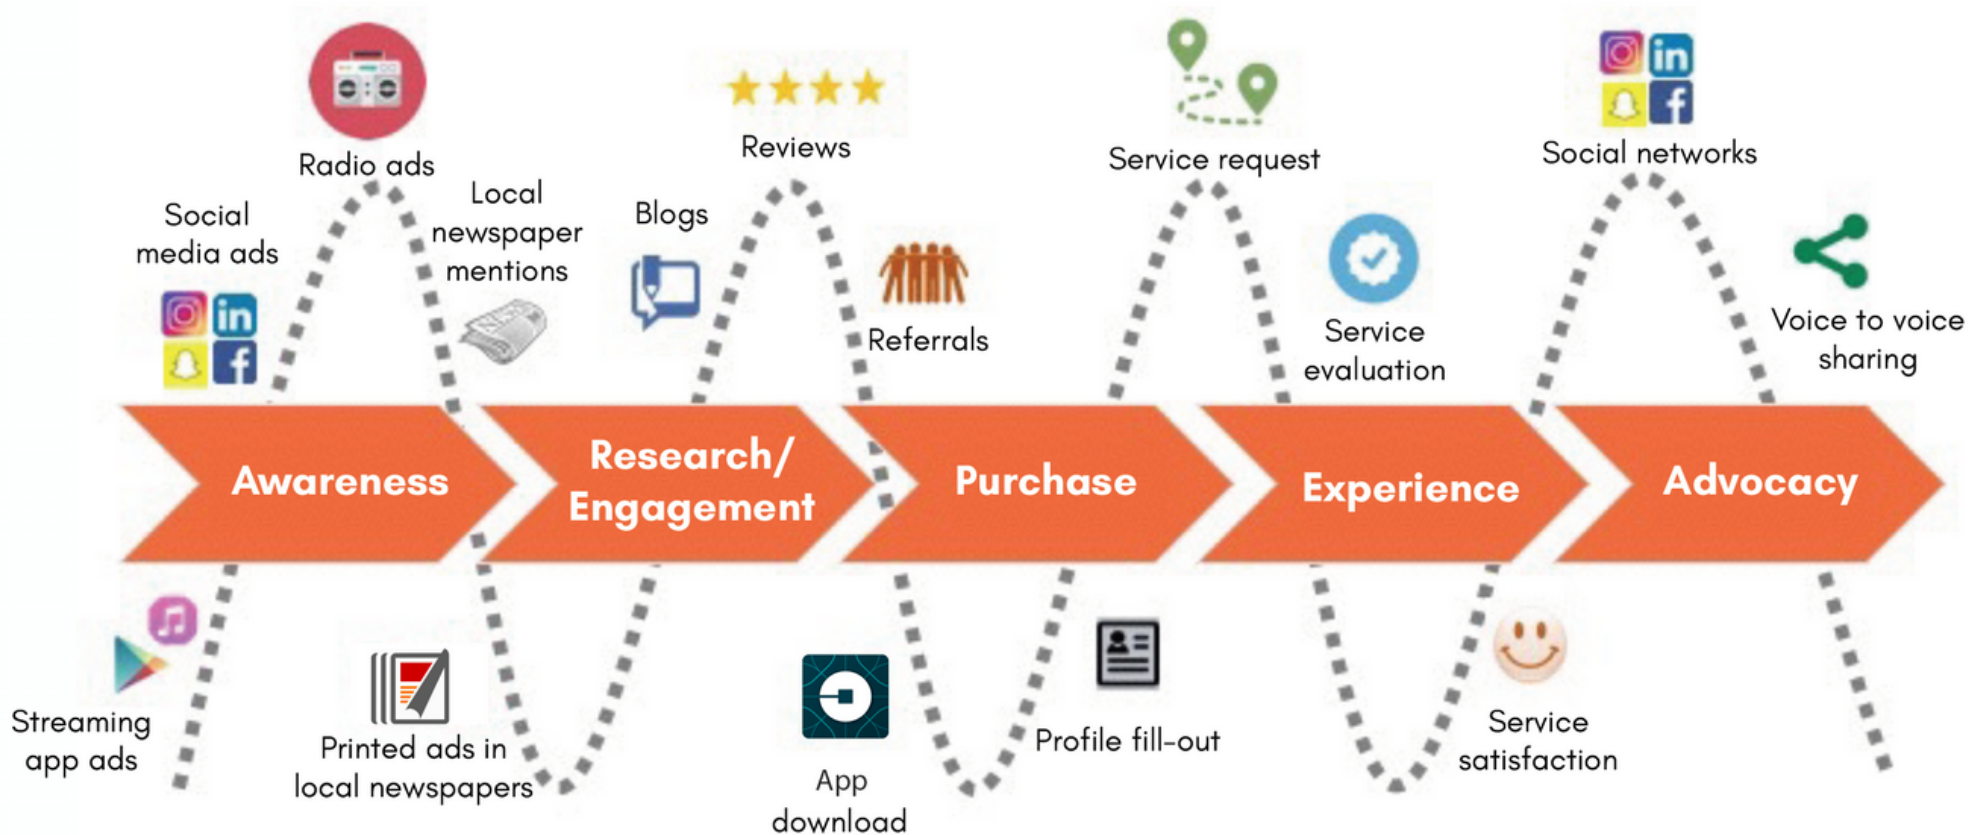 Radio ads
Social
media ads
Local
newspaper
mentions
Blogs
Reviews
Referrals
Service request
Service
evaluation
Social networks
Voice to voice
sharing
Awareness
Research/
Engagement
Purchase
Experience
Advocacy
Streaming
app ads
Printed ads in
local newspapers
App
download
Profile fill-out
Service
satisfaction